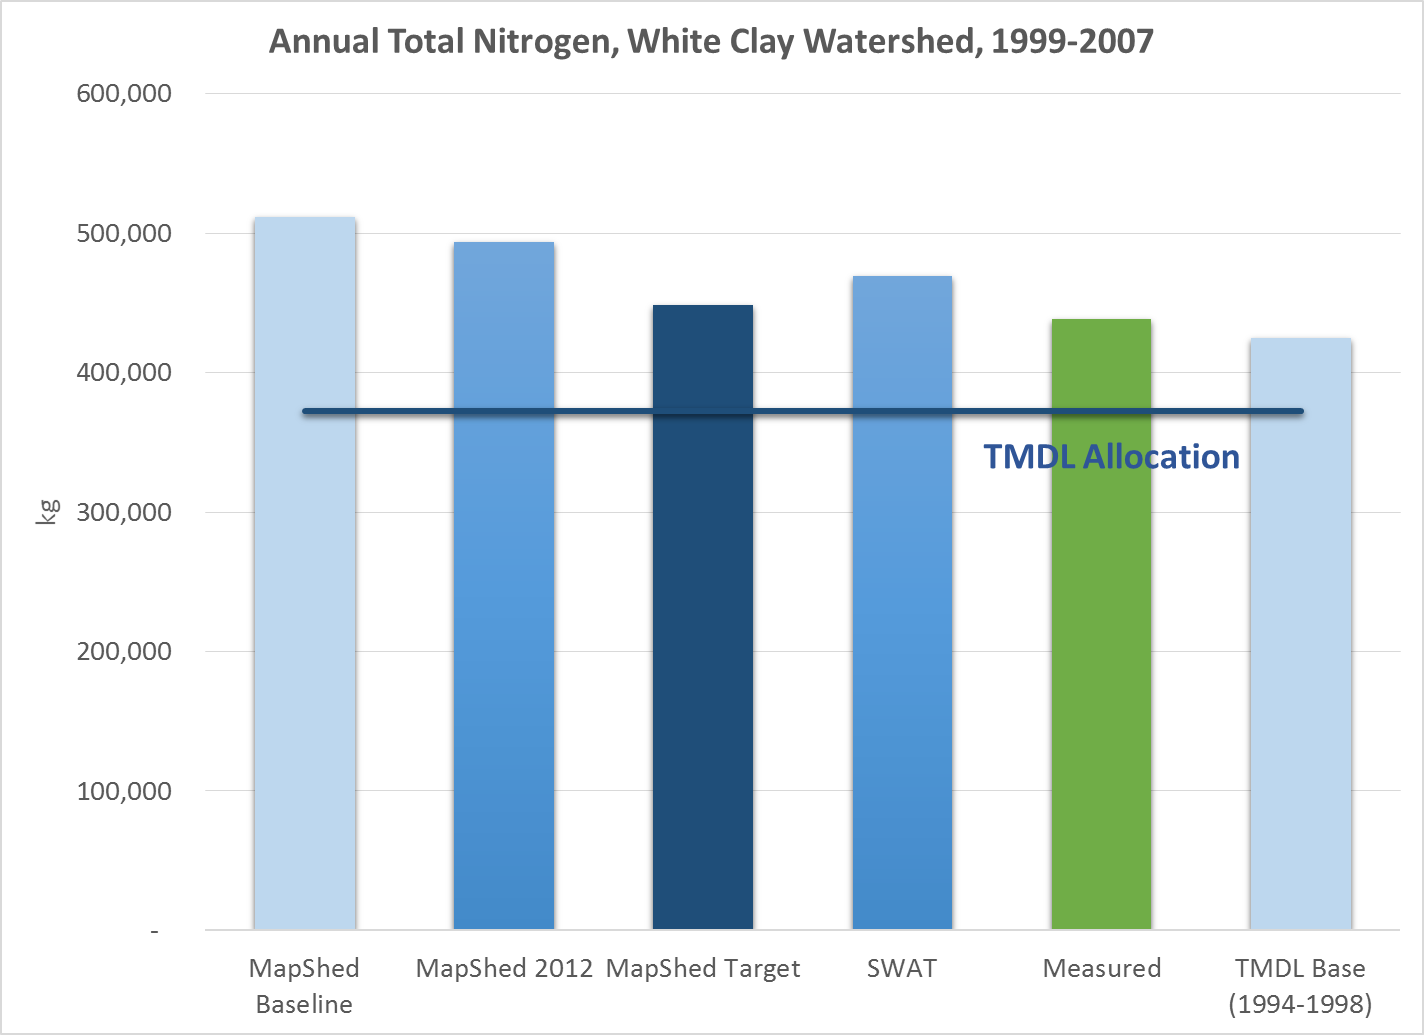 Annual Total Nitrogen, White Clay Watershed, 1999-2007
600,000
500,000
400,000
300,000
200,000
100,000
-
kg
TMDL Allocation
MapShed Baseline
MapShed 2012
MapShed Target
SWAT
Measured
TMDL Base
(1994-1998)